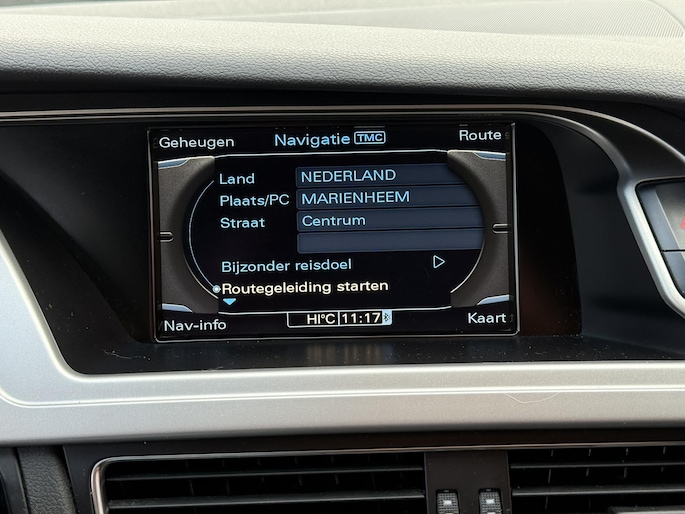 Geheugen Navigatie TMC Route
Land NEDERLAND
Plaats/PC MARIENHEEM
Straat Centrum
Bijzonder reisdoel
Routegeleiding starten
Nav-info HI°C 11:17 Kaart